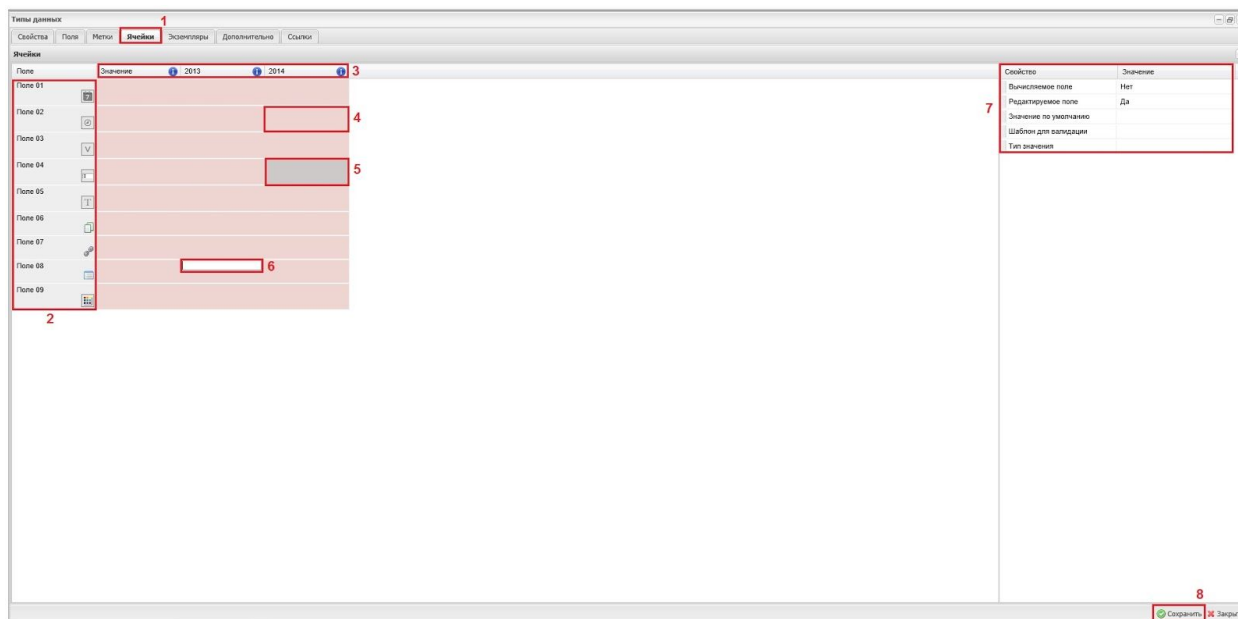 Типы данных
1
Свойства Поля Метки Ячейки Экземпляры Дополнительно Ссылки
Ячейки
Поле Значение 2013 2014 3
Свойство Значение
Поле 01
Вычисляемое поле Нет
Редактируемое поле Да
7
Поле 02
4
Значение по умолчанию
Шаблон для валидации
Поле 03
V
Тип значения
Поле 04
5
Поле 05
T
Поле 06
Поле 07
Поле 08
6
Поле 09
2
8
Сохранить Закры